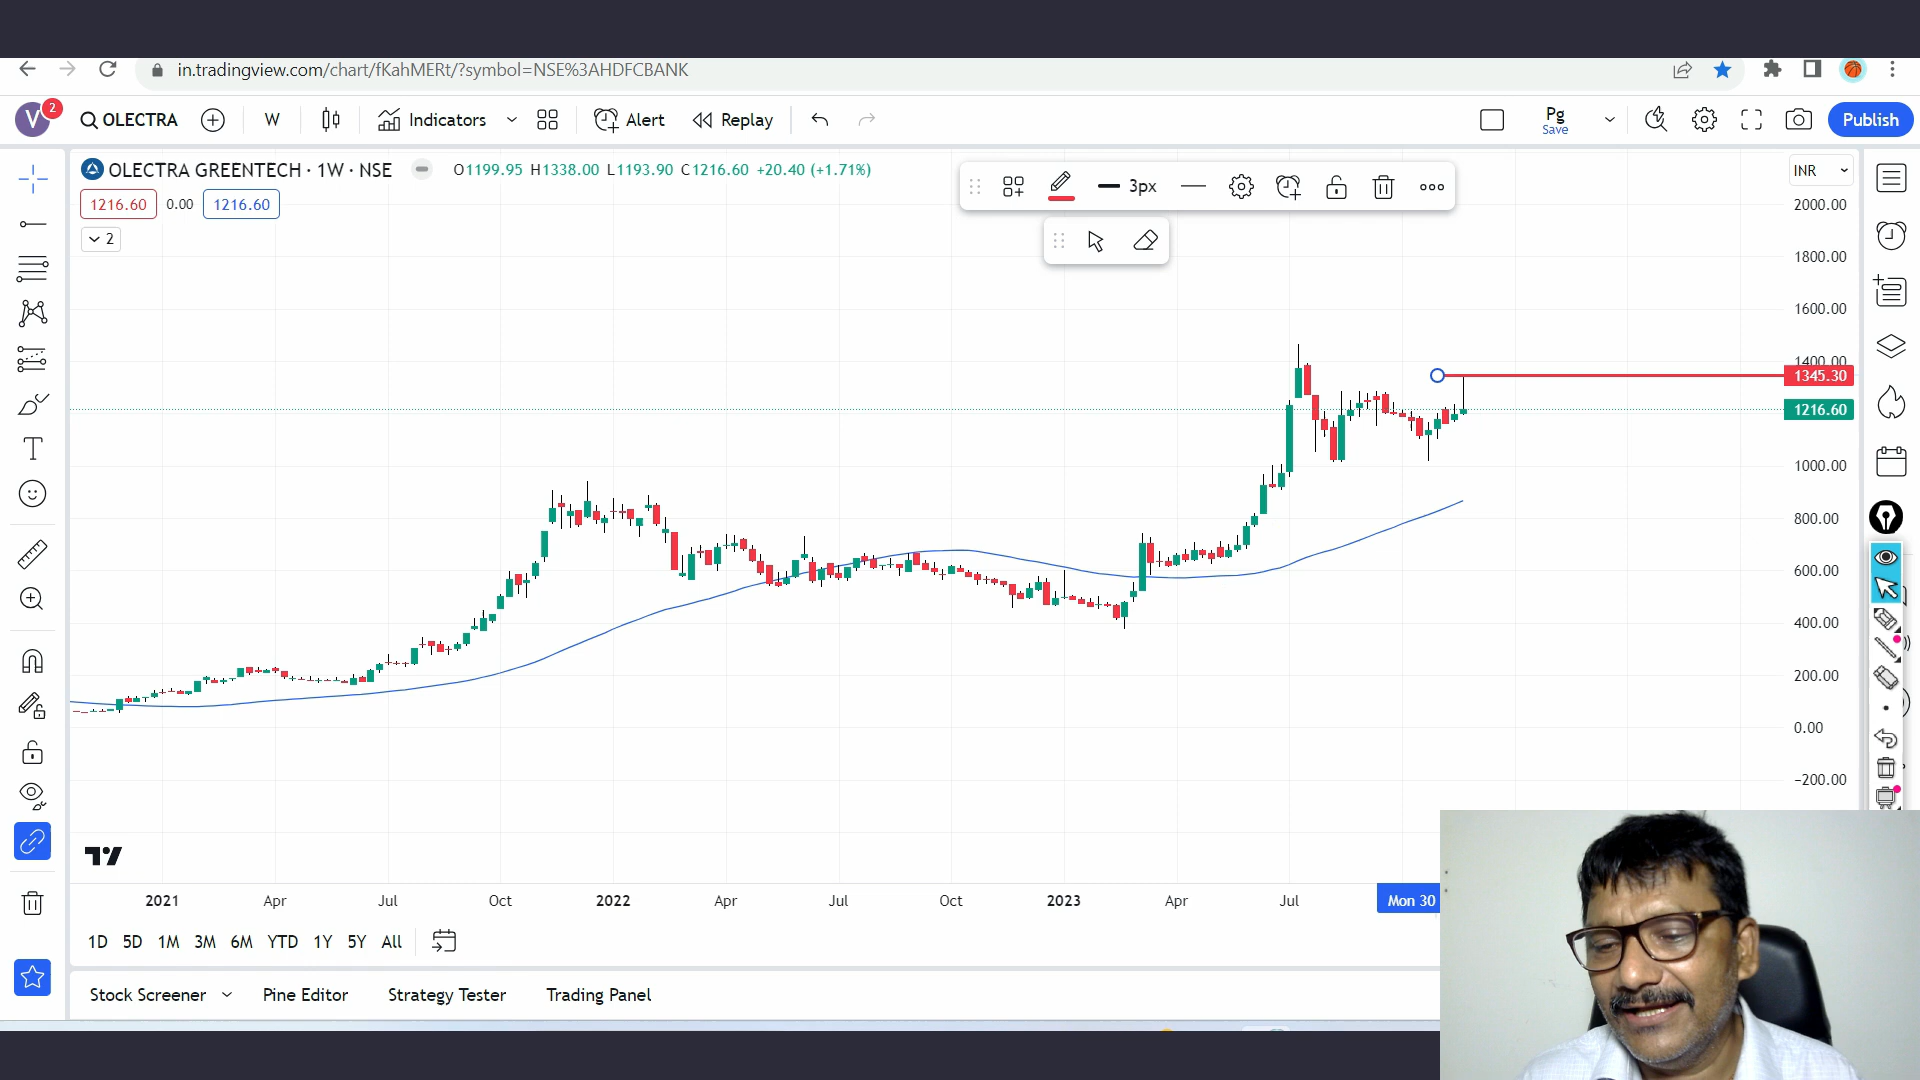 in.tradingview.com/chart/fKahMERt/?symbol=NSE%3AHDFCBANK
V 2 OLECTRA W Indicators Alert Replay Pg Save Publish
OLECTRA GREENTECH · 1W · NSE O1199.95 H1338.00 L1193.90 C1216.60 +20.40 (+1.71%) 3px INR
1216.60 0.00 1216.60
2
2000.00
1800.00
1600.00
1400.00
1345.30
1216.60
1000.00
800.00
600.00
400.00
200.00
0.00
−200.00
2021 Apr Jul Oct 2022 Apr Jul Oct 2023 Apr Jul Mon 30
1D 5D 1M 3M 6M YTD 1Y 5Y All
Stock Screener Pine Editor Strategy Tester Trading Panel